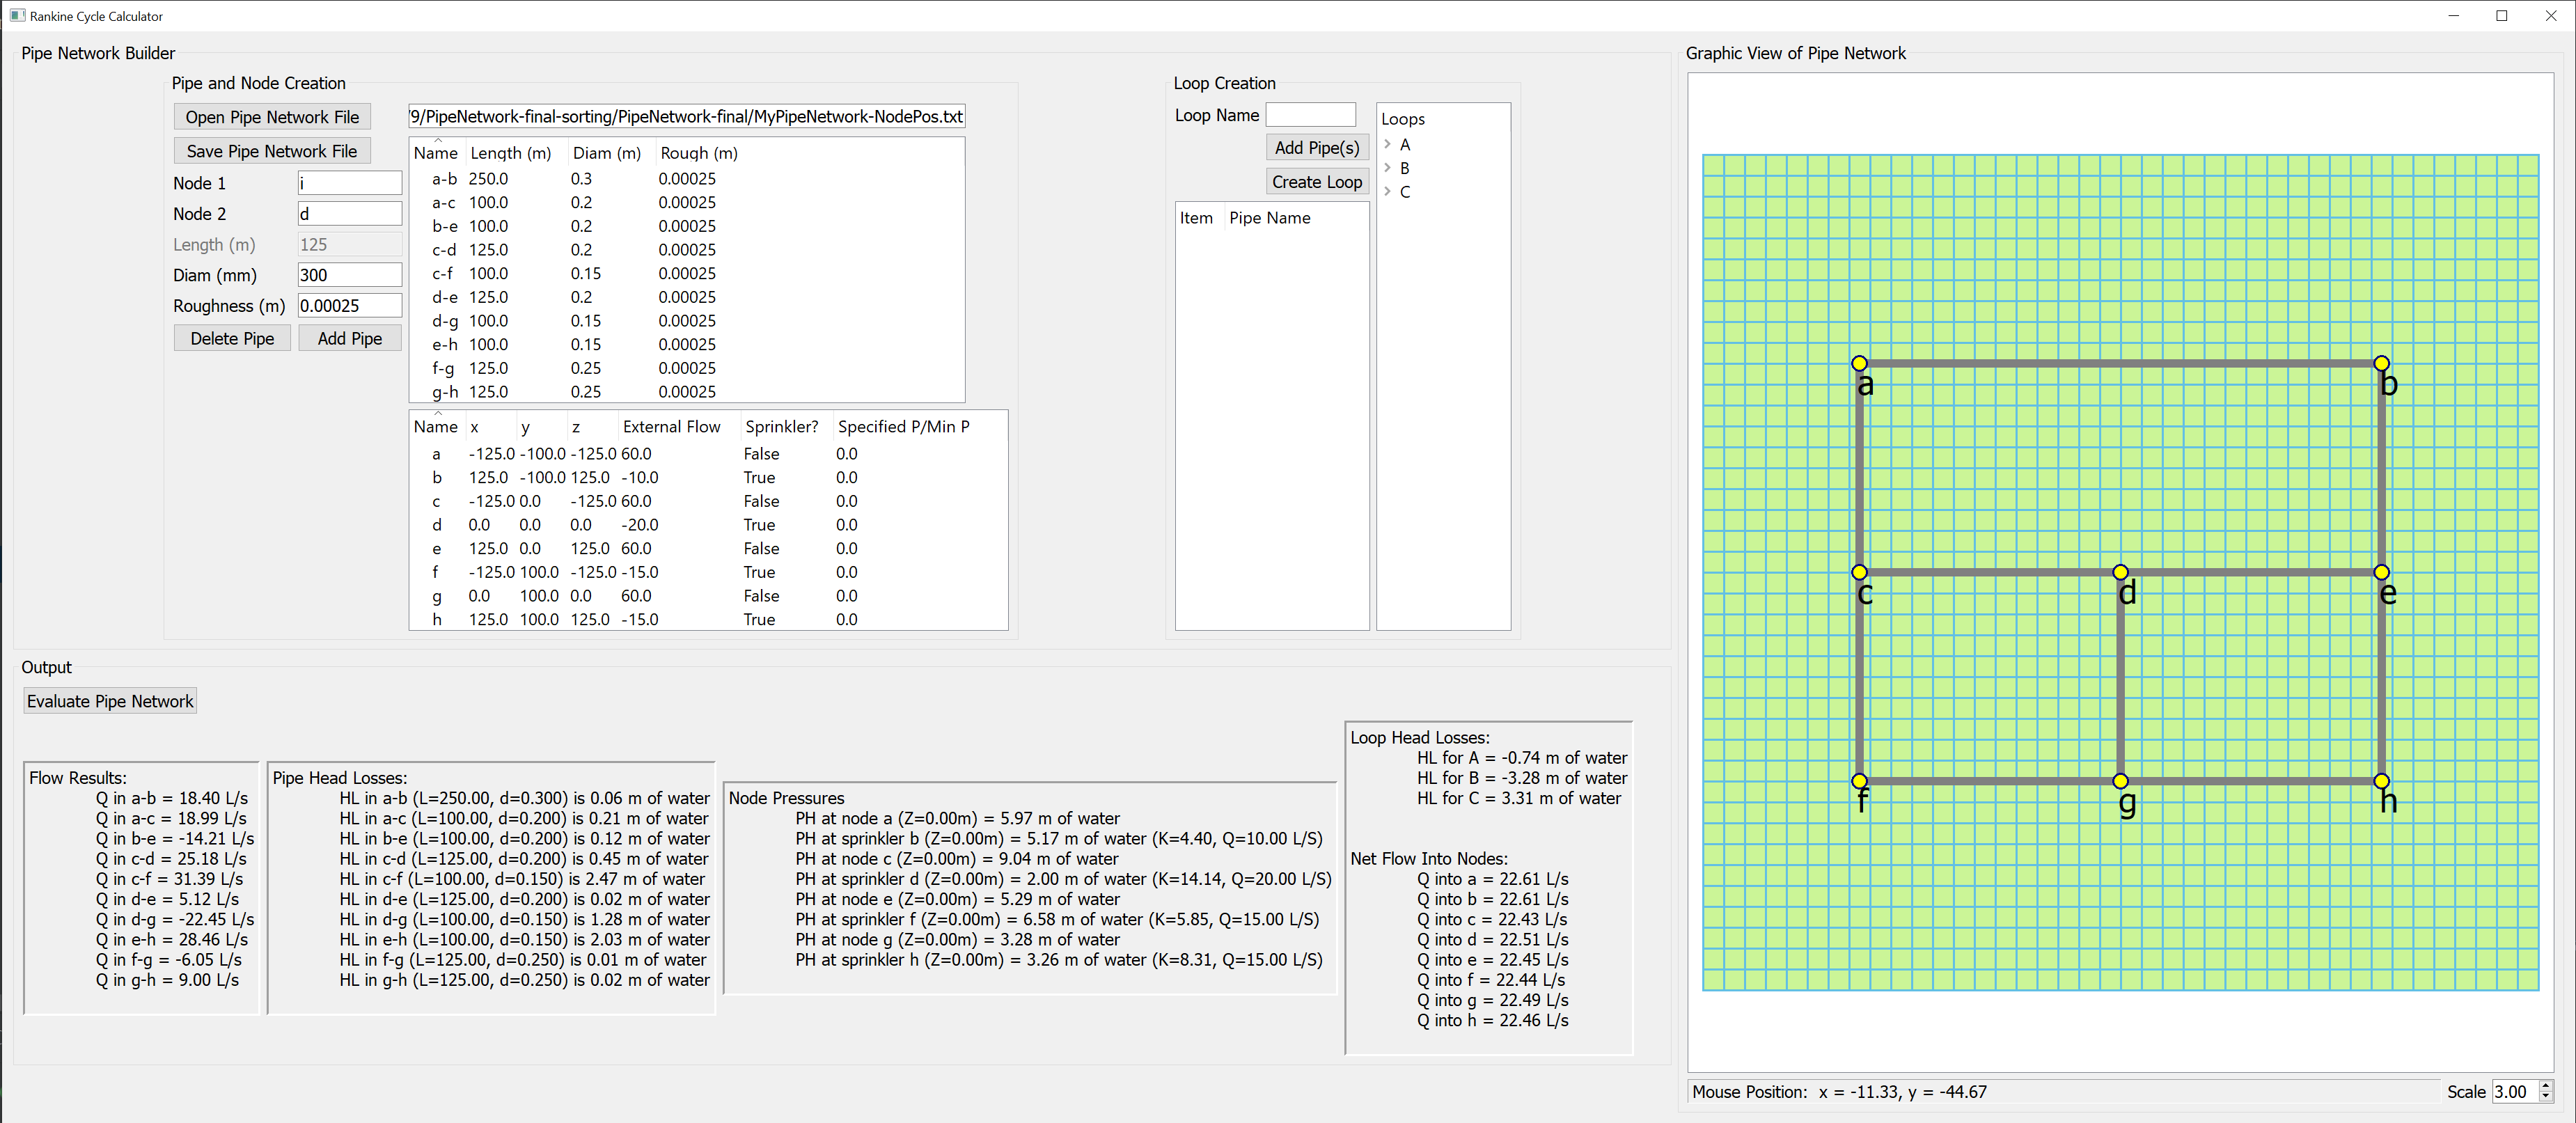 Rankine Cycle Calculator
Pipe Network Builder
Pipe and Node Creation
Open Pipe Network File
'9/PipeNetwork-final-sorting/PipeNetwork-final/MyPipeNetwork-NodePos.txt
Save Pipe Network File
Node 1 i
Node 2 d
Length (m) 125
Diam (mm) 300
Roughness (m) 0.00025
Delete Pipe Add Pipe
Name Length (m) Diam (m) Rough (m)
a-b 250.0 0.3 0.00025
a-c 100.0 0.2 0.00025
b-e 100.0 0.2 0.00025
c-d 125.0 0.2 0.00025
c-f 100.0 0.15 0.00025
d-e 125.0 0.2 0.00025
d-g 100.0 0.15 0.00025
e-h 100.0 0.15 0.00025
f-g 125.0 0.25 0.00025
g-h 125.0 0.25 0.00025
Name x y z External Flow Sprinkler? Specified P/Min P
a -125.0 -100.0 -125.0 60.0 False 0.0
b 125.0 -100.0 125.0 -10.0 True 0.0
c -125.0 0.0 -125.0 60.0 False 0.0
d 0.0 0.0 0.0 -20.0 True 0.0
e 125.0 0.0 125.0 60.0 False 0.0
f -125.0 100.0 -125.0 -15.0 True 0.0
g 0.0 100.0 0.0 60.0 False 0.0
h 125.0 100.0 125.0 -15.0 True 0.0
Loop Creation
Loop Name
Add Pipe(s)
Create Loop
Item Pipe Name
Loops
A
B
C
Output
Evaluate Pipe Network
Flow Results:
Q in a-b = 18.40 L/s
Q in a-c = 18.99 L/s
Q in b-e = -14.21 L/s
Q in c-d = 25.18 L/s
Q in c-f = 31.39 L/s
Q in d-e = 5.12 L/s
Q in d-g = -22.45 L/s
Q in e-h = 28.46 L/s
Q in f-g = -6.05 L/s
Q in g-h = 9.00 L/s
Pipe Head Losses:
HL in a-b (L=250.00, d=0.300) is 0.06 m of water
HL in a-c (L=100.00, d=0.200) is 0.21 m of water
HL in b-e (L=100.00, d=0.200) is 0.12 m of water
HL in c-d (L=125.00, d=0.200) is 0.45 m of water
HL in c-f (L=100.00, d=0.150) is 2.47 m of water
HL in d-e (L=125.00, d=0.200) is 0.02 m of water
HL in d-g (L=100.00, d=0.150) is 1.28 m of water
HL in e-h (L=100.00, d=0.150) is 2.03 m of water
HL in f-g (L=125.00, d=0.250) is 0.01 m of water
HL in g-h (L=125.00, d=0.250) is 0.02 m of water
Node Pressures
PH at node a (Z=0.00m) = 5.97 m of water
PH at sprinkler b (Z=0.00m) = 5.17 m of water (K=4.40, Q=10.00 L/S)
PH at node c (Z=0.00m) = 9.04 m of water
PH at sprinkler d (Z=0.00m) = 2.00 m of water (K=14.14, Q=20.00 L/S)
PH at node e (Z=0.00m) = 5.29 m of water
PH at sprinkler f (Z=0.00m) = 6.58 m of water (K=5.85, Q=15.00 L/S)
PH at node g (Z=0.00m) = 3.28 m of water
PH at sprinkler h (Z=0.00m) = 3.26 m of water (K=8.31, Q=15.00 L/S)
Loop Head Losses:
HL for A = -0.74 m of water
HL for B = -3.28 m of water
HL for C = 3.31 m of water
Net Flow Into Nodes:
Q into a = 22.61 L/s
Q into b = 22.61 L/s
Q into c = 22.43 L/s
Q into d = 22.51 L/s
Q into e = 22.45 L/s
Q into f = 22.44 L/s
Q into g = 22.49 L/s
Q into h = 22.46 L/s
Graphic View of Pipe Network
a b
c d e
f g h
Mouse Position: x = -11.33, y = -44.67
Scale 3.00